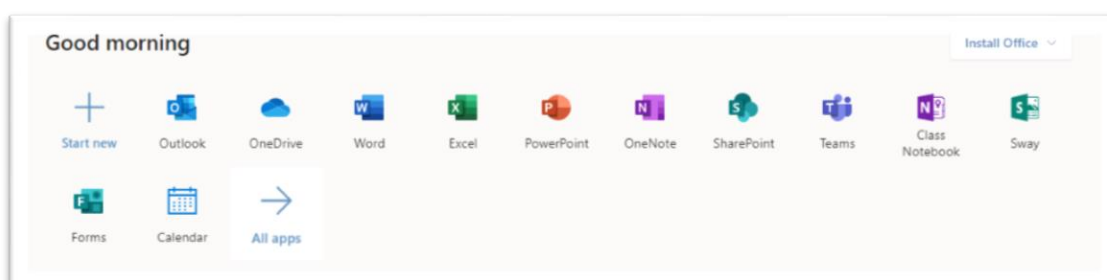 Good morning
Install Office
Start new Outlook OneDrive Word Excel PowerPoint OneNote SharePoint Teams Class Notebook Sway
Forms Calendar All apps